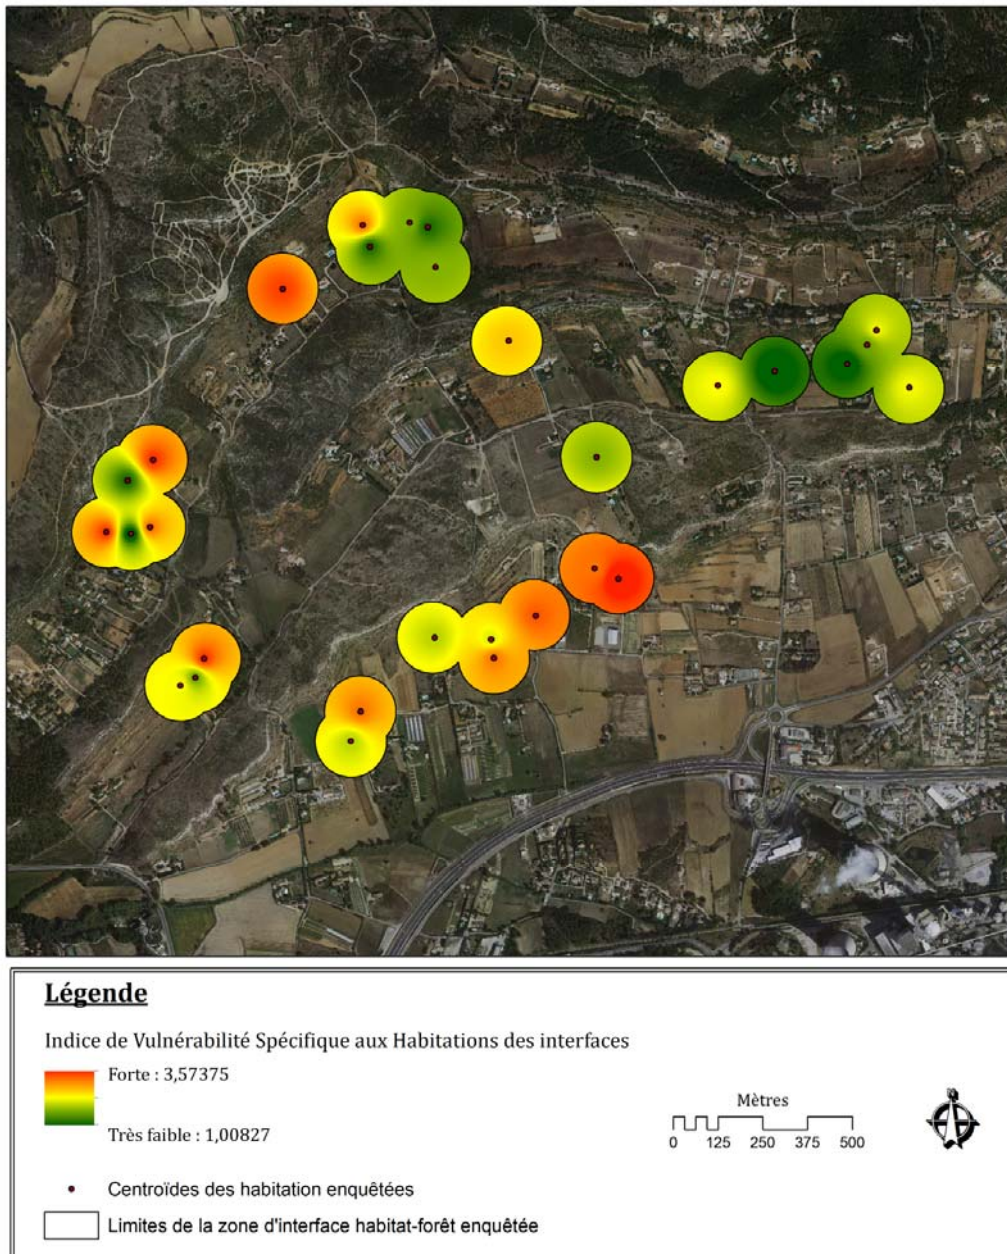 Légende
Indice de Vulnérabilité Spécifique aux Habitations des interfaces
Forte : 3,57375
Très faible : 1,00827
Mètres
0 125 250 375 500
Centroïdes des habitation enquêtées
Limites de la zone d'interface habitat-forêt enquêtée